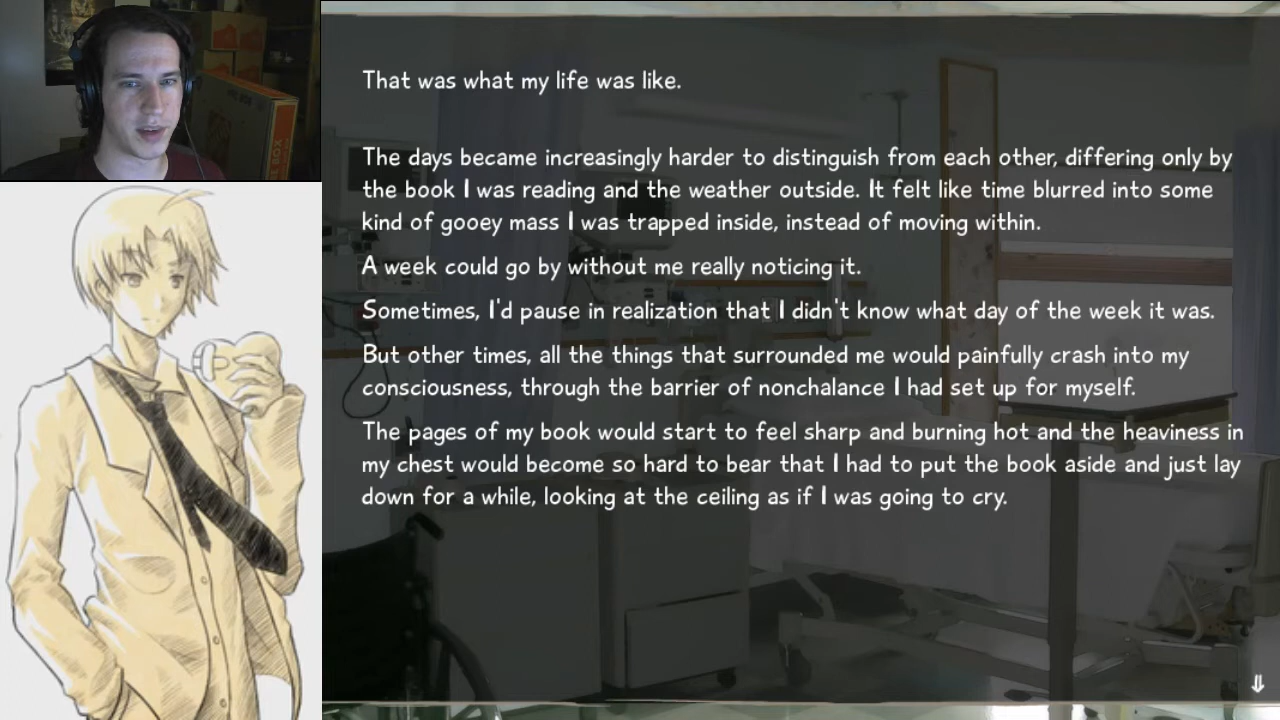 That was what my life was like.
The days became increasingly harder to distinguish from each other, differing only by
the book I was reading and the weather outside. It felt like time blurred into some
kind of gooey mass I was trapped inside, instead of moving within.
A week could go by without me really noticing it.
Sometimes, I'd pause in realization that I didn't know what day of the week it was.
But other times, all the things that surrounded me would painfully crash into my
consciousness, through the barrier of nonchalance I had set up for myself.
The pages of my book would start to feel sharp and burning hot and the heaviness in
my chest would become so hard to bear that I had to put the book aside and just lay
down for a while, looking at the ceiling as if I was going to cry.